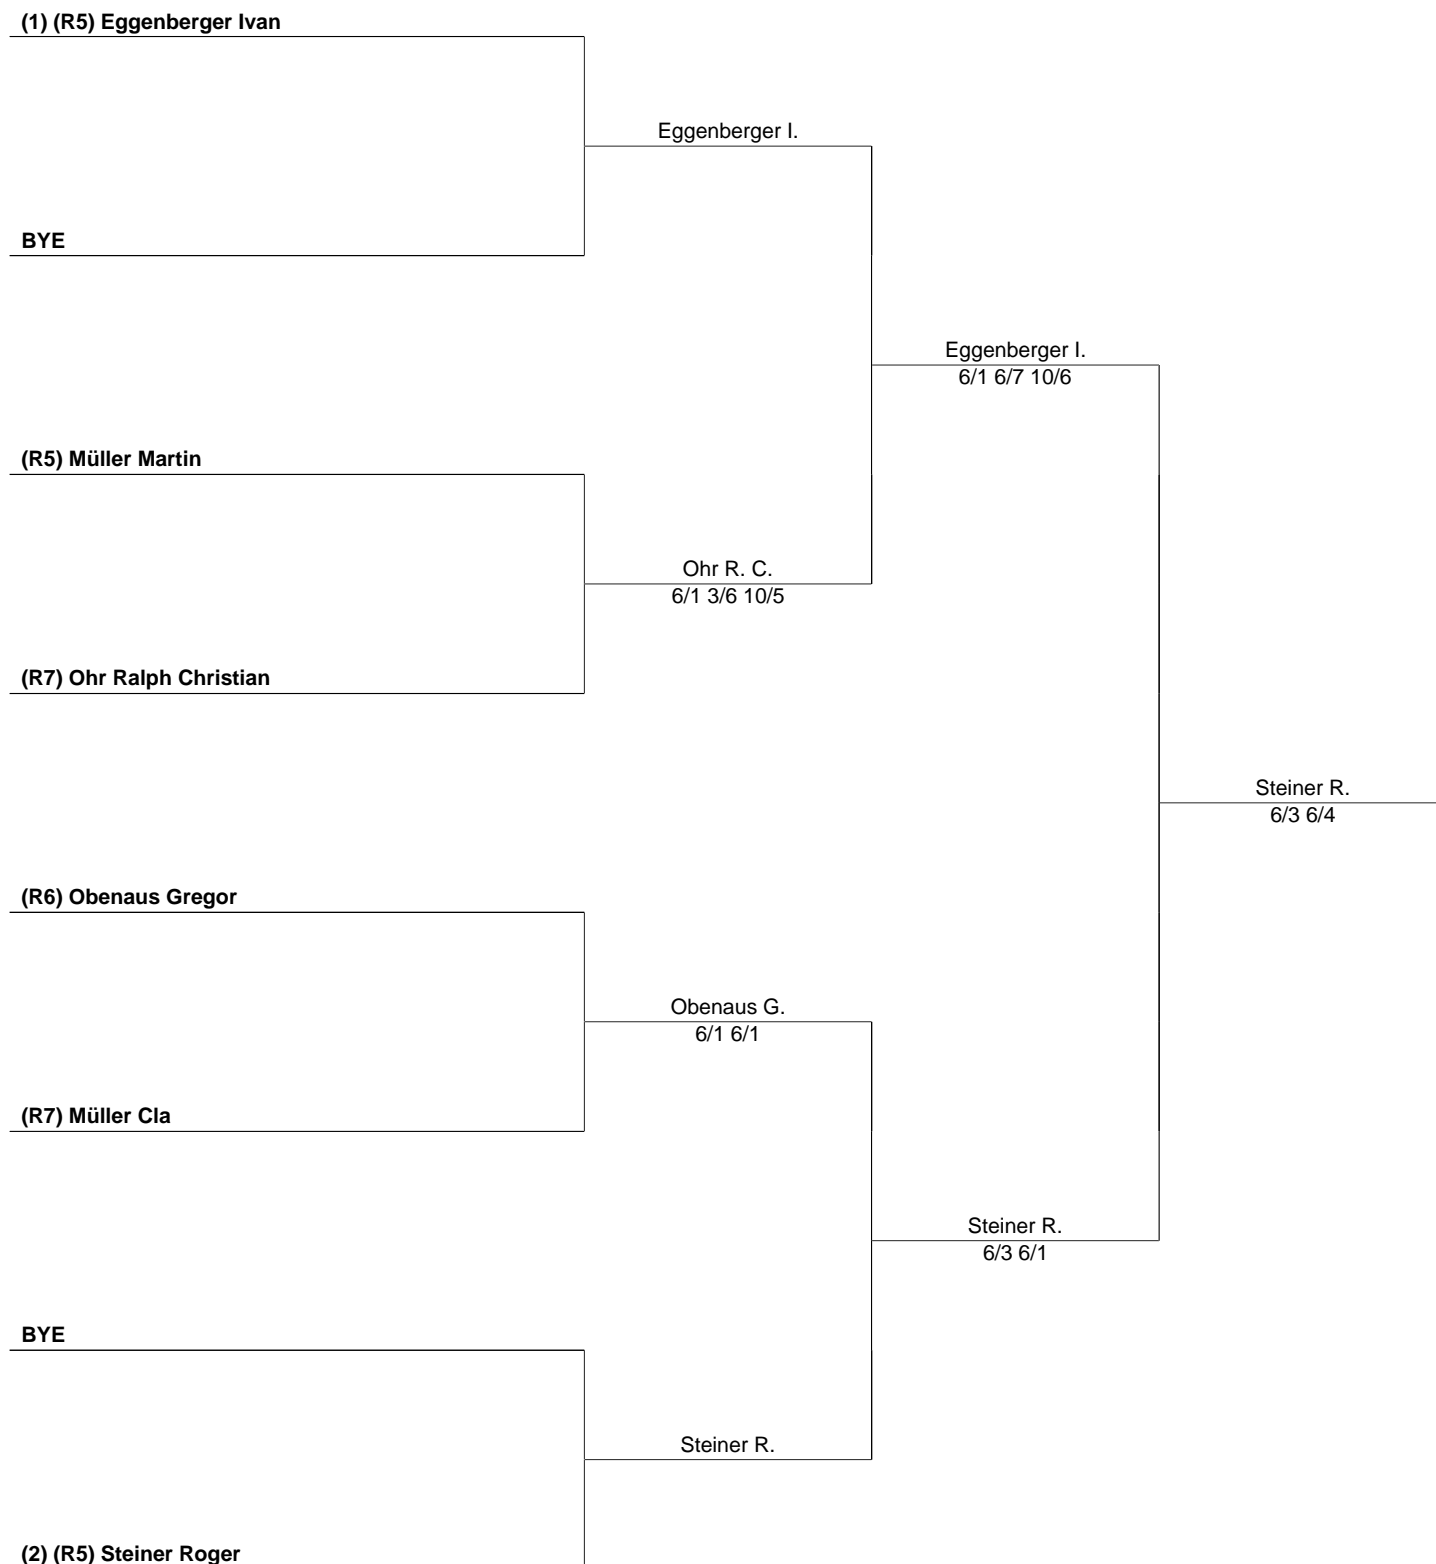 (1) (R5) Eggenberger Ivan
Eggenberger I.
BYE
Eggenberger I.
6/1 6/7 10/6
(R5) Müller Martin
Ohr R. C.
6/1 3/6 10/5
(R7) Ohr Ralph Christian
Steiner R.
6/3 6/4
(R6) Obenaus Gregor
Obenaus G.
6/1 6/1
(R7) Müller Cla
Steiner R.
6/3 6/1
BYE
Steiner R.
(2) (R5) Steiner Roger